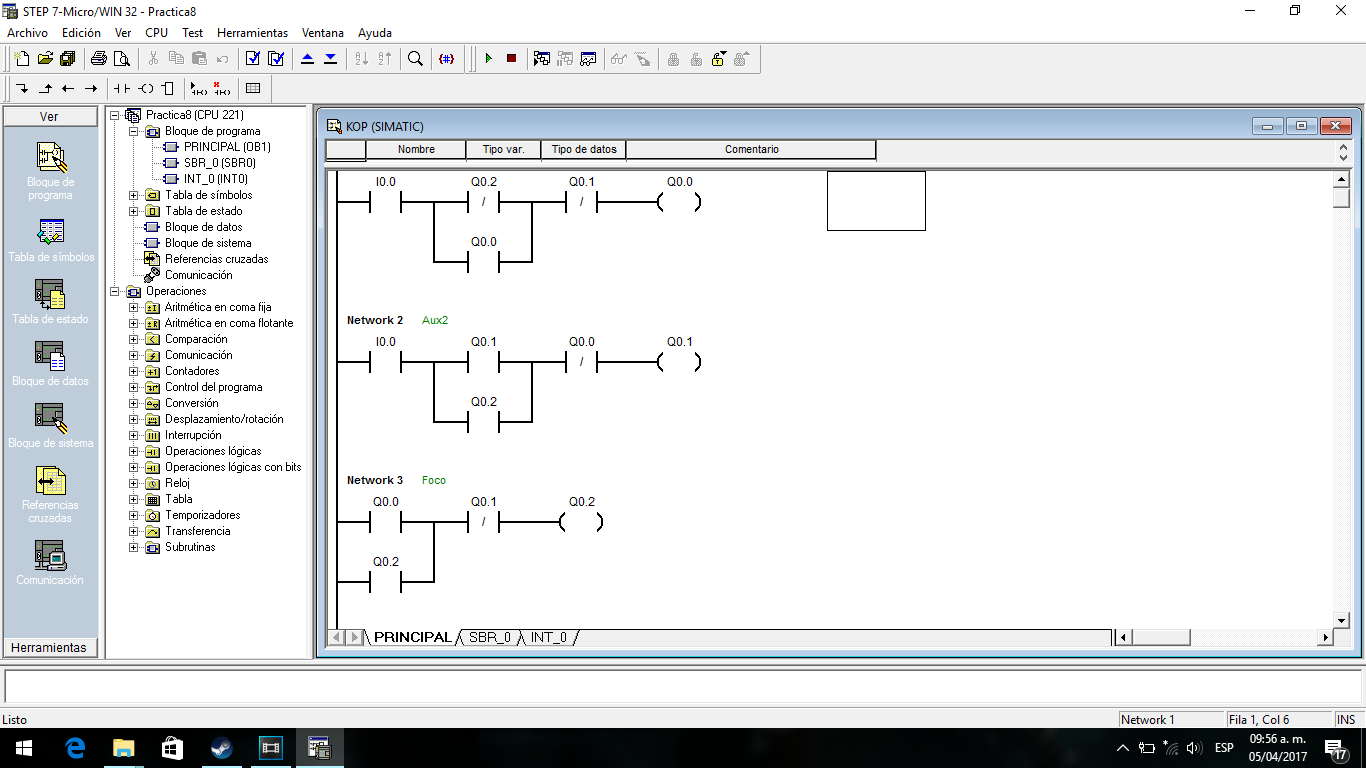 STEP 7-Micro/WIN 32 - Practica8
Archivo Edición Ver CPU Test Herramientas Ventana Ayuda
Ver
Bloque de programa
Tabla de símbolos
Tabla de estado
Bloque de datos
Bloque de sistema
Referencias cruzadas
Comunicación
Herramientas
Practica8 (CPU 221)
Bloque de programa
PRINCIPAL (OB1)
SBR_0 (SBR0)
INT_0 (INT0)
Tabla de símbolos
Tabla de estado
Bloque de datos
Bloque de sistema
Referencias cruzadas
Comunicación
Operaciones
Aritmética en coma fija
Aritmética en coma flotante
Comparación
Comunicación
Contadores
Control del programa
Conversión
Desplazamiento/rotación
Interrupción
Operaciones lógicas
Operaciones lógicas con bits
Reloj
Tabla
Temporizadores
Transferencia
Subrutinas
KOP (SIMATIC)
Nombre Tipo var. Tipo de datos Comentario
I0.0 Q0.2 Q0.1 Q0.0
/ /
Q0.0
Network 2 Aux2
I0.0 Q0.1 Q0.0 Q0.1
/
Q0.2
Network 3 Foco
Q0.0 Q0.1 Q0.2
/
Q0.2
PRINCIPAL SBR_0 INT_0
Listo
Network 1 Fila 1, Col 6 INS
ESP
09:56 a. m.
05/04/2017
17